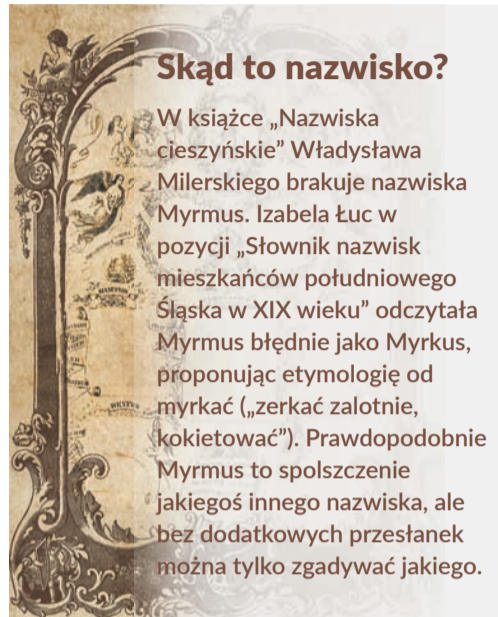 Skąd to nazwisko?
W książce „Nazwiska
cieszyńskie” Władysława
Milerskiego brakuje nazwiska
Myrmus. Izabela Łuc w
pozycji „Słownik nazwisk
mieszkańców południowego
Śląska w XIX wieku” odczytała
Myrmus błędnie jako Myrkus,
proponując etymologię od
myrkać („zerkać zalotnie,
kokietować”). Prawdopodobnie
Myrmus to spolszczenie
jakiegoś innego nazwiska, ale
bez dodatkowych przesłanek
można tylko zgadywać jakiego.